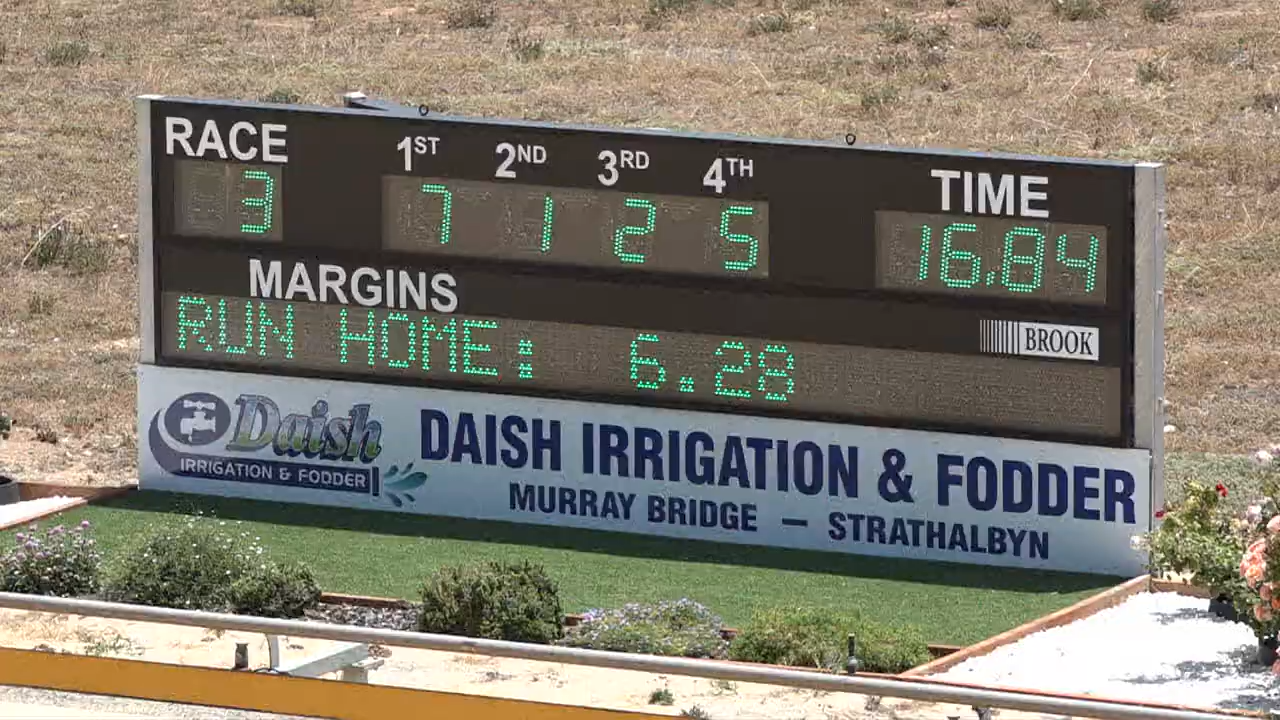 RACE 1ST 2ND 3RD 4TH TIME
3 7 1 2 5 16.84
MARGINS
BROOK
RUN HOME: 6.28
Daish
IRRIGATION & FODDER
DAISH IRRIGATION & FODDER
MURRAY BRIDGE – STRATHALBYN